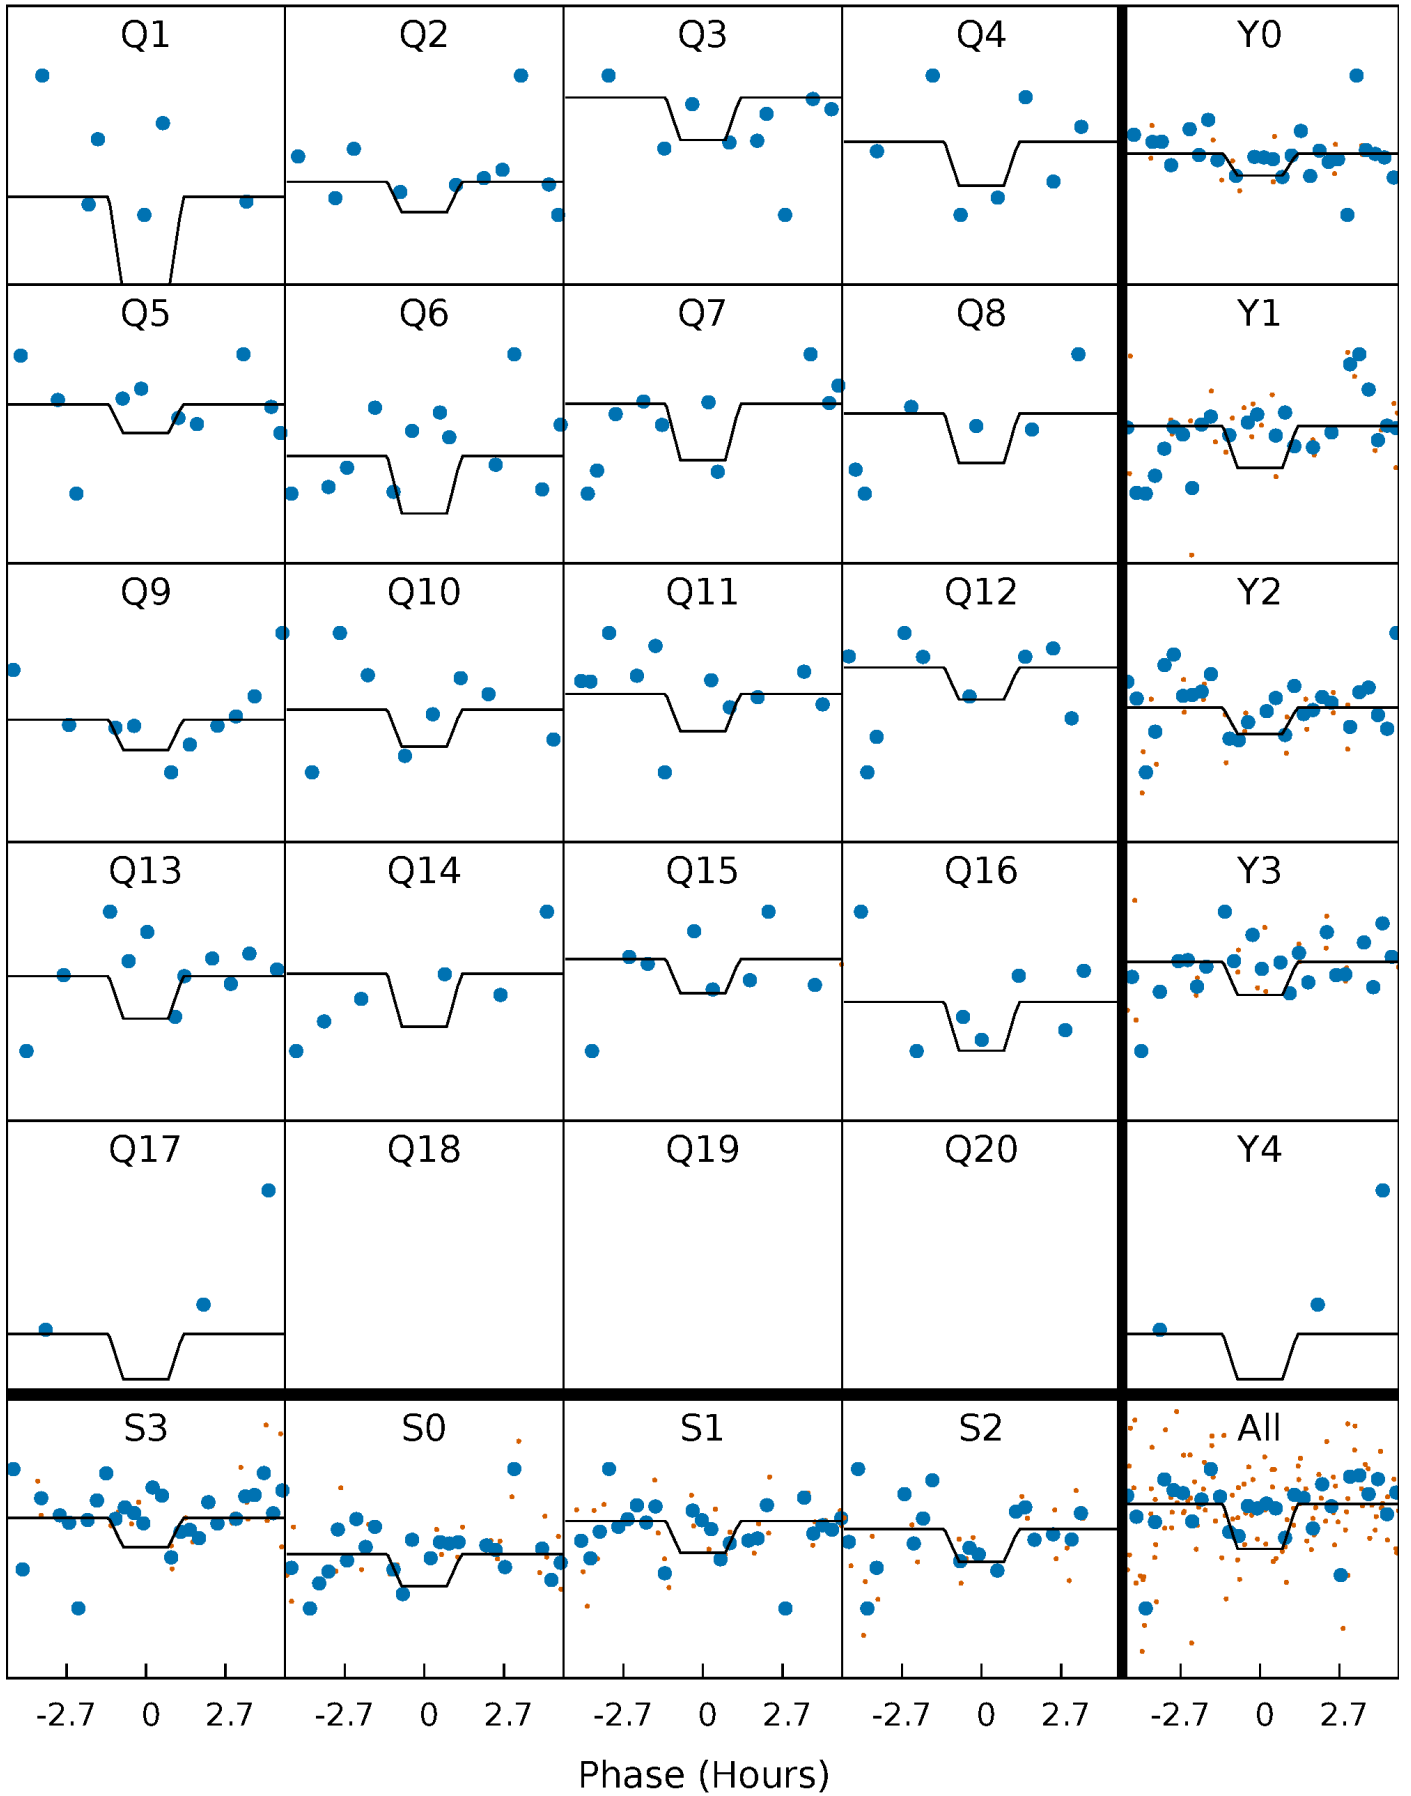 Q1 Q2 Q3 Q4 Y0
Q5 Q6 Q7 Q8 Y1
Q9 Q10 Q11 Q12 Y2
Q13 Q14 Q15 Q16 Y3
Q17 Q18 Q19 Q20 Y4
S3 S0 S1 S2 All
-2.7 0 2.7 -2.7 0 2.7 -2.7 0 2.7 -2.7 0 2.7 -2.7 0 2.7
Phase (Hours)